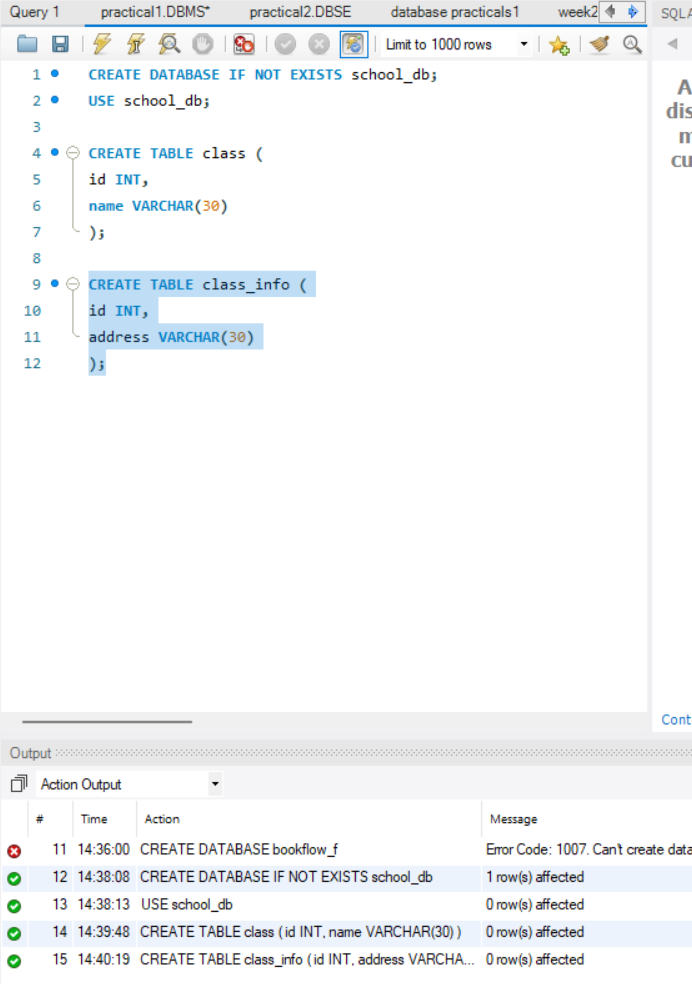 Query 1 practical1.DBMS* practical2.DBSE database practicals1 week2 SQLA
Limit to 1000 rows
1 CREATE DATABASE IF NOT EXISTS school_db;
2 USE school_db;
3
4 CREATE TABLE class (
5 id INT,
6 name VARCHAR(30)
7 );
8
9 CREATE TABLE class_info (
10 id INT,
11 address VARCHAR(30)
12 );
A
dis
m
cu
Cont
Output
Action Output
# Time Action Message
11 14:36:00 CREATE DATABASE bookflow_f Error Code: 1007. Can't create data
12 14:38:08 CREATE DATABASE IF NOT EXISTS school_db 1 row(s) affected
13 14:38:13 USE school_db 0 row(s) affected
14 14:39:48 CREATE TABLE class ( id INT, name VARCHAR(30) ) 0 row(s) affected
15 14:40:19 CREATE TABLE class_info ( id INT, address VARCHA... 0 row(s) affected